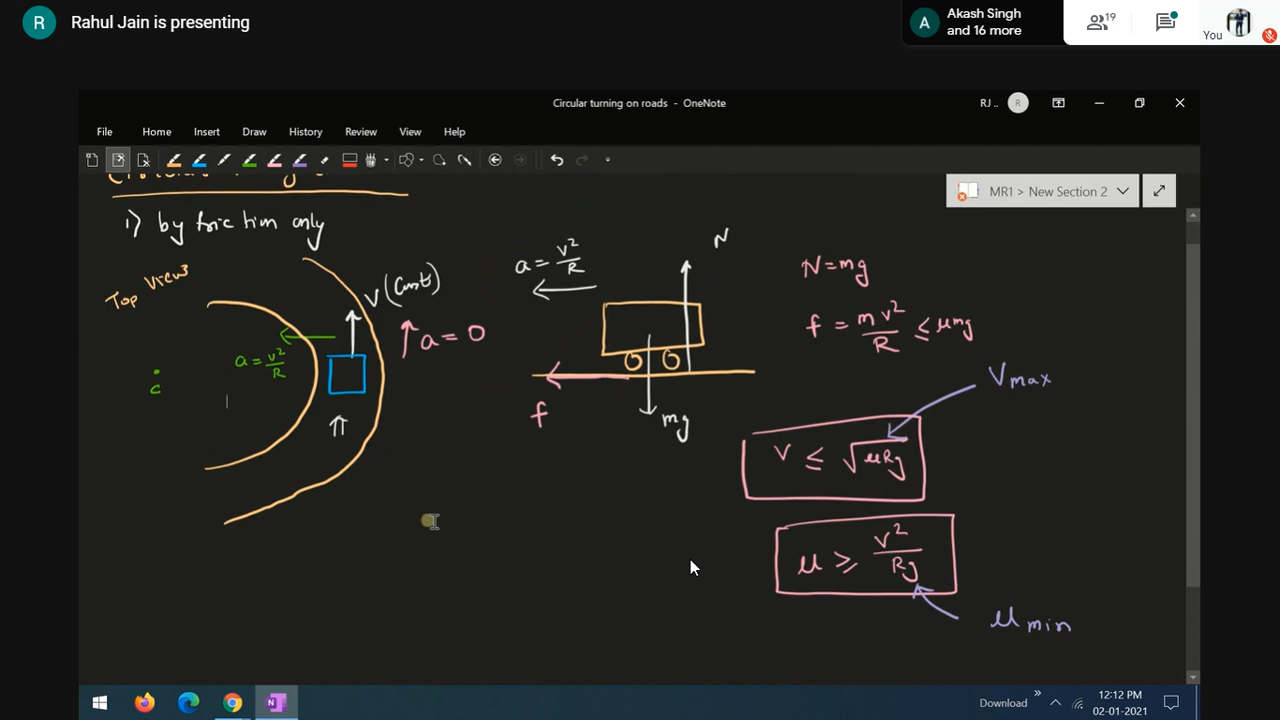 R
Rahul Jain is presenting
A
Akash Singh
and 16 more
19
You
Circular turning on roads - OneNote
RJ ..
R
File
Home
Insert
Draw
History
Review
View
Help
MR1 > New Section 2
1) by friction only
Top View
V (const)
a = v²/R
a = 0
c
a = v²/R
N
f
mg
N = mg
f = m v²/R ≤ μmg
Vmax
v ≤ √μRg
μ ≥ v²/Rg
μmin
Download
12:12 PM
02-01-2021